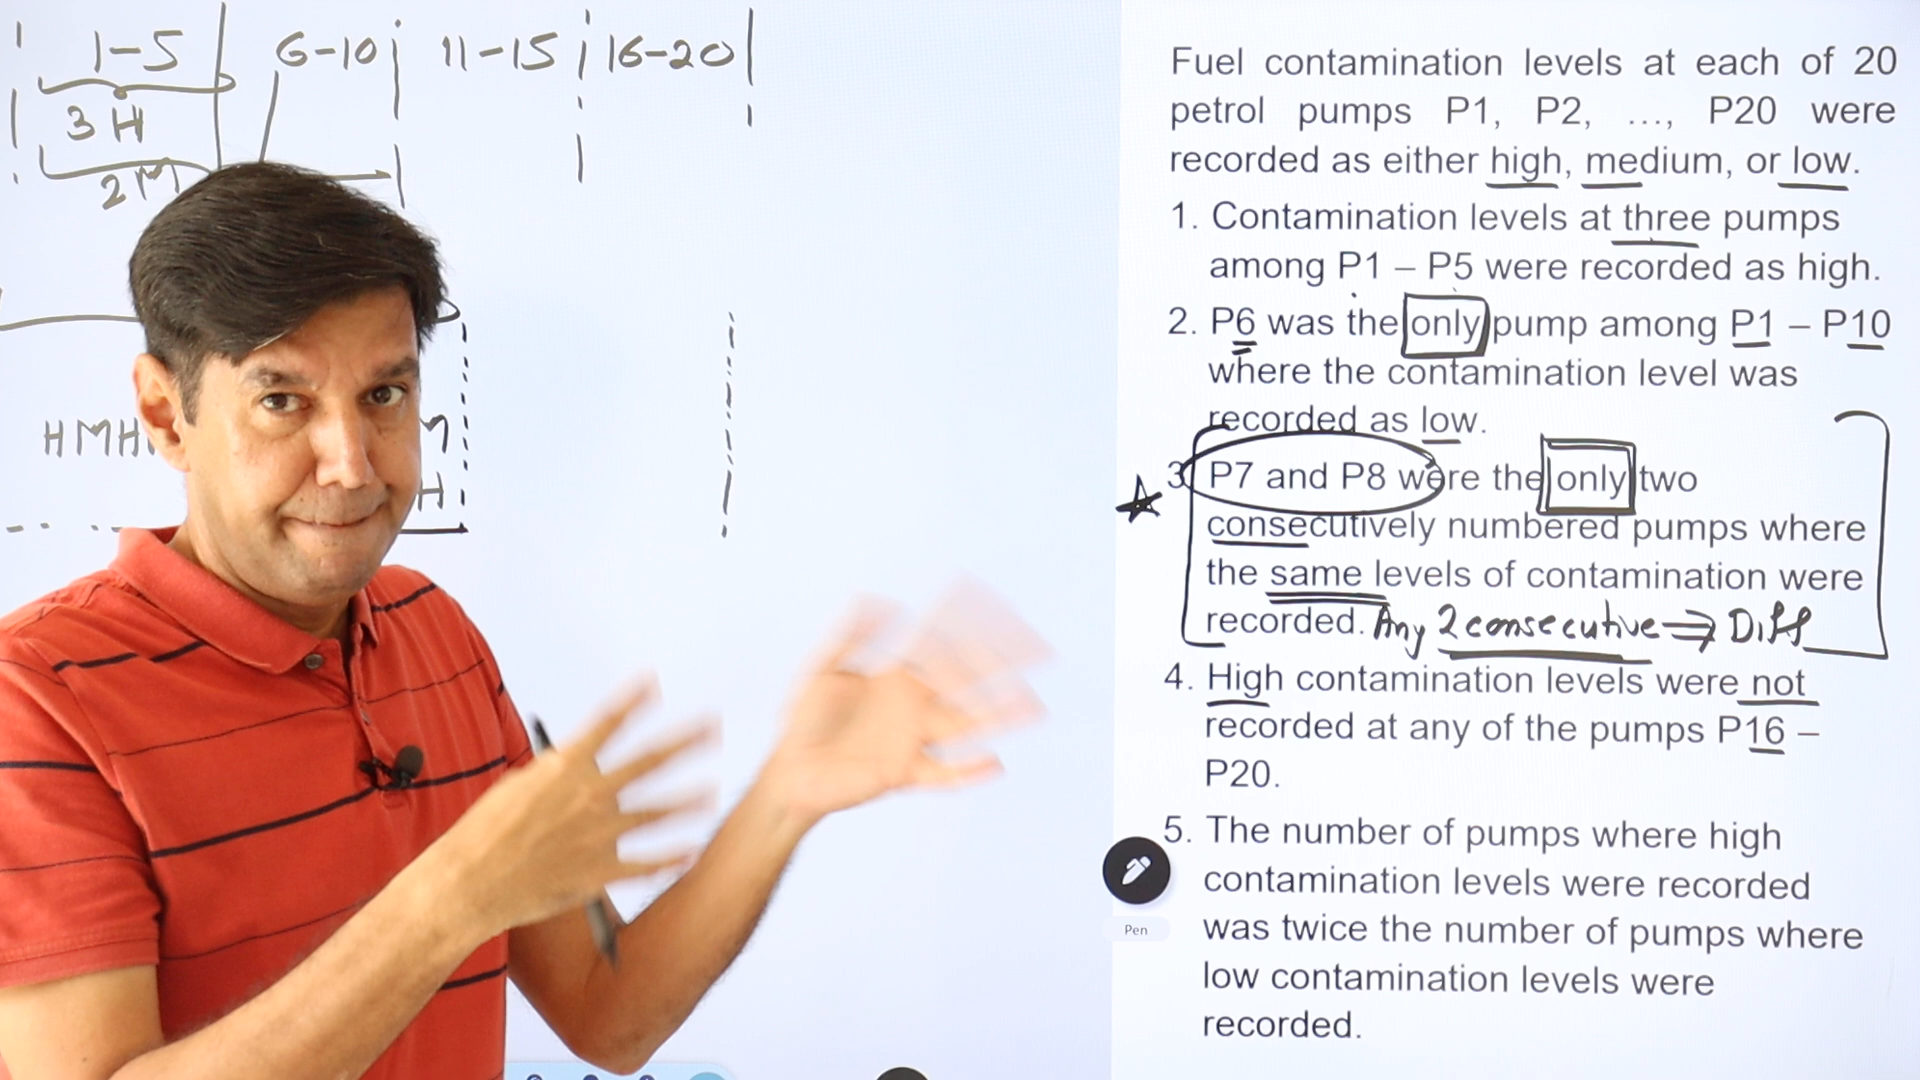 1-5 6-10 11-15 16-20
3H
2M
HMH
M
H
Fuel contamination levels at each of 20
petrol pumps P1, P2, …, P20 were
recorded as either high, medium, or low.
1. Contamination levels at three pumps
among P1 – P5 were recorded as high.
2. P6 was the only pump among P1 – P10
where the contamination level was
recorded as low.
3. P7 and P8 were the only two
consecutively numbered pumps where
the same levels of contamination were
recorded. Any 2 consecutive ⇒ Diff
4. High contamination levels were not
recorded at any of the pumps P16 –
P20.
5. The number of pumps where high
contamination levels were recorded
was twice the number of pumps where
low contamination levels were
recorded.
Pen